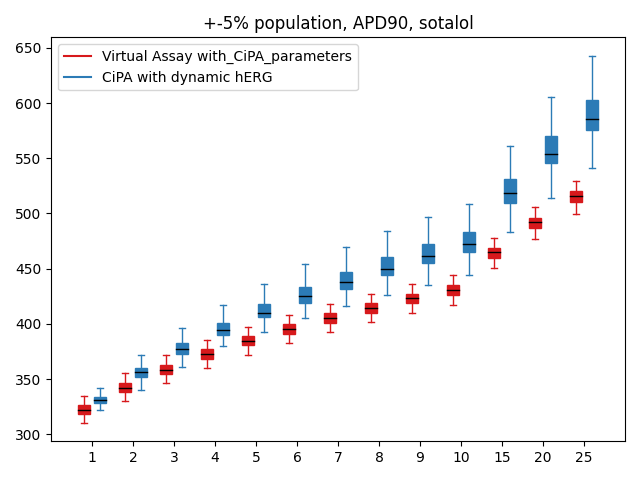 +-5% population, APD90, sotalol
Virtual Assay with_CiPA_parameters
CiPA with dynamic hERG
650
600
550
500
450
400
350
300
1 2 3 4 5 6 7 8 9 10 15 20 25